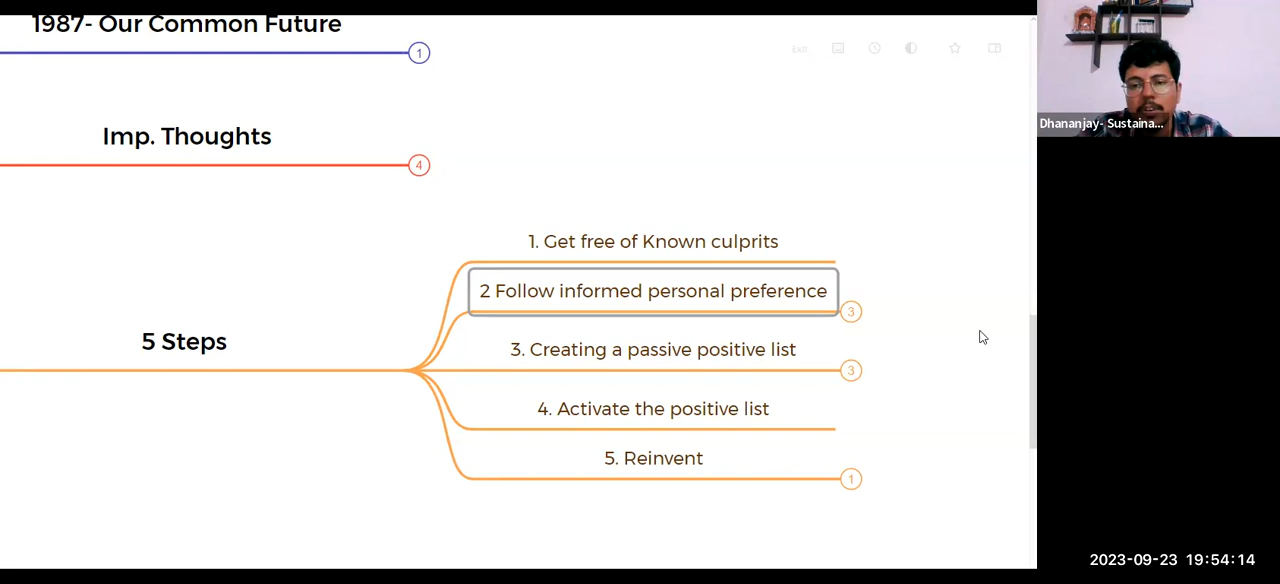 1987- Our Common Future
1
Exit
Dhananjay- Sustaina...
Imp. Thoughts
4
1. Get free of Known culprits
2 Follow informed personal preference
3
5 Steps
3. Creating a passive positive list
3
4. Activate the positive list
5. Reinvent
1
2023-09-23 19:54:14